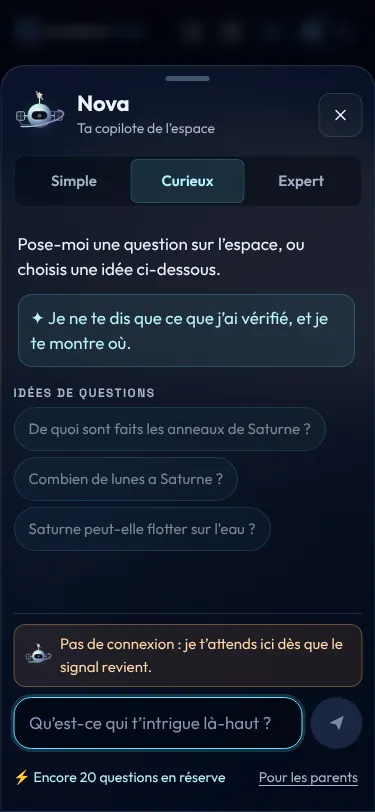 Nova
Ta copilote de l'espace
Simple
Curieux
Expert
Pose-moi une question sur l'espace, ou
choisis une idée ci-dessous.
✦ Je ne te dis que ce que j'ai vérifié, et je
te montre où.
IDÉES DE QUESTIONS
De quoi sont faits les anneaux de Saturne ?
Combien de lunes a Saturne ?
Saturne peut-elle flotter sur l'eau ?
Pas de connexion : je t'attends ici dès que le
signal revient.
Qu'est-ce qui t'intrigue là-haut ?
⚡ Encore 20 questions en réserve
Pour les parents